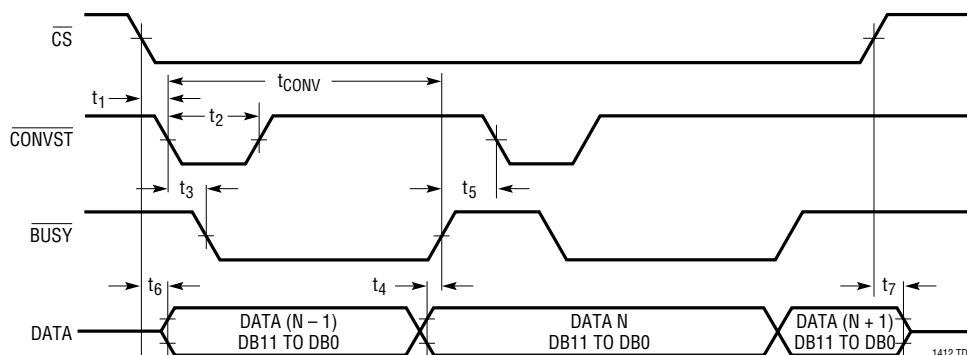 CS
tCONV
t1
t2
CONVST
t3
t5
BUSY
t6
t4
t7
DATA
DATA (N – 1)
DB11 TO DB0
DATA N
DB11 TO DB0
DATA (N + 1)
DB11 TO DB0
1412 TD